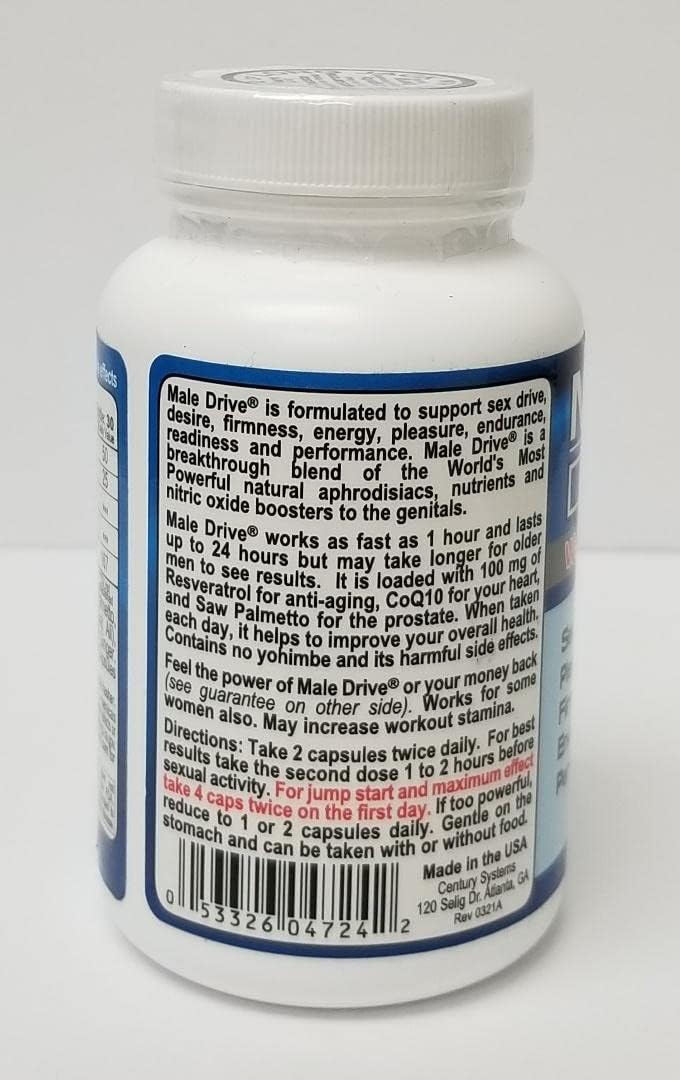 effects
30
50
25
Male Drive® is formulated to support sex drive,
desire, firmness, energy, pleasure, endurance,
readiness and performance. Male Drive® is a
breakthrough blend of the World's Most
Powerful natural aphrodisiacs, nutrients and
nitric oxide boosters to the genitals.
Male Drive® works as fast as 1 hour and lasts
up to 24 hours but may take longer for older
men to see results. It is loaded with 100 mg of
Resveratrol for anti-aging, CoQ10 for your heart,
and Saw Palmetto for the prostate. When taken
each day, it helps to improve your overall health.
Contains no yohimbe and its harmful side effects.
Feel the power of Male Drive® or your money back
(see guarantee on other side). Works for some
women also. May increase workout stamina.
Directions: Take 2 capsules twice daily. For best
results take the second dose 1 to 2 hours before
sexual activity. For jump start and maximum effect
take 4 caps twice on the first day. If too powerful,
reduce to 1 or 2 capsules daily. Gentle on the
stomach and can be taken with or without food.
0 53326 04724 2
Made in the USA
Century Systems
120 Selig Dr. Atlanta, GA
Rev 0321A